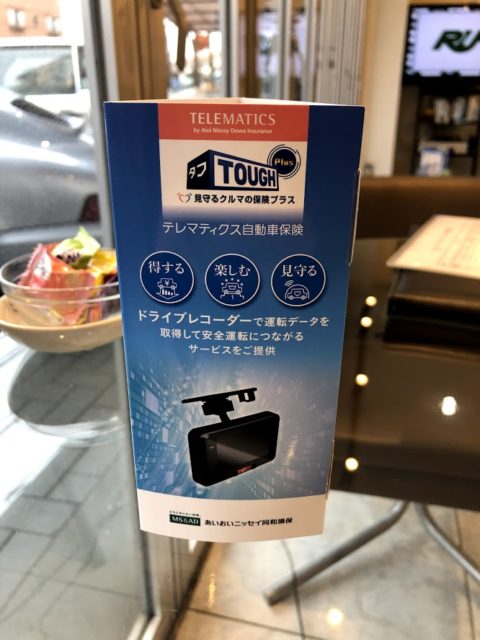 TELEMATICS
by Aioi Nissay Dowa Insurance
タフ TOUGH Plus
見守るクルマの保険プラス
テレマティクス自動車保険
得する 楽しむ 見守る
ドライブレコーダーで運転データを
取得して安全運転につながる
サービスをご提供
MS&AD あいおいニッセイ同和損保
RU